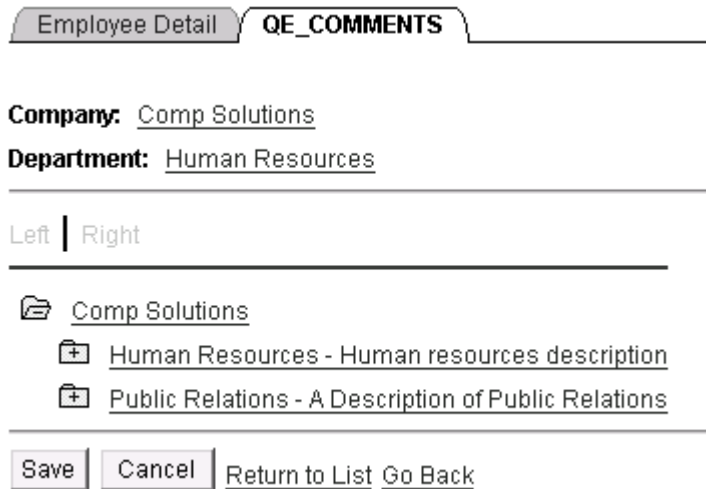 Employee Detail QE_COMMENTS
Company: Comp Solutions
Department: Human Resources
Left Right
Comp Solutions
Human Resources - Human resources description
Public Relations - A Description of Public Relations
Save Cancel Return to List Go Back